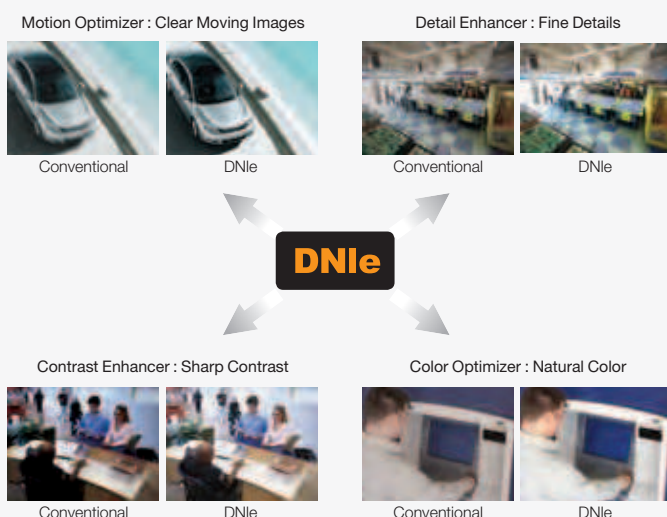 Motion Optimizer : Clear Moving Images
Detail Enhancer : Fine Details
Conventional
DNIe
Conventional
DNIe
DNIe
Contrast Enhancer : Sharp Contrast
Color Optimizer : Natural Color
Conventional
DNIe
Conventional
DNIe